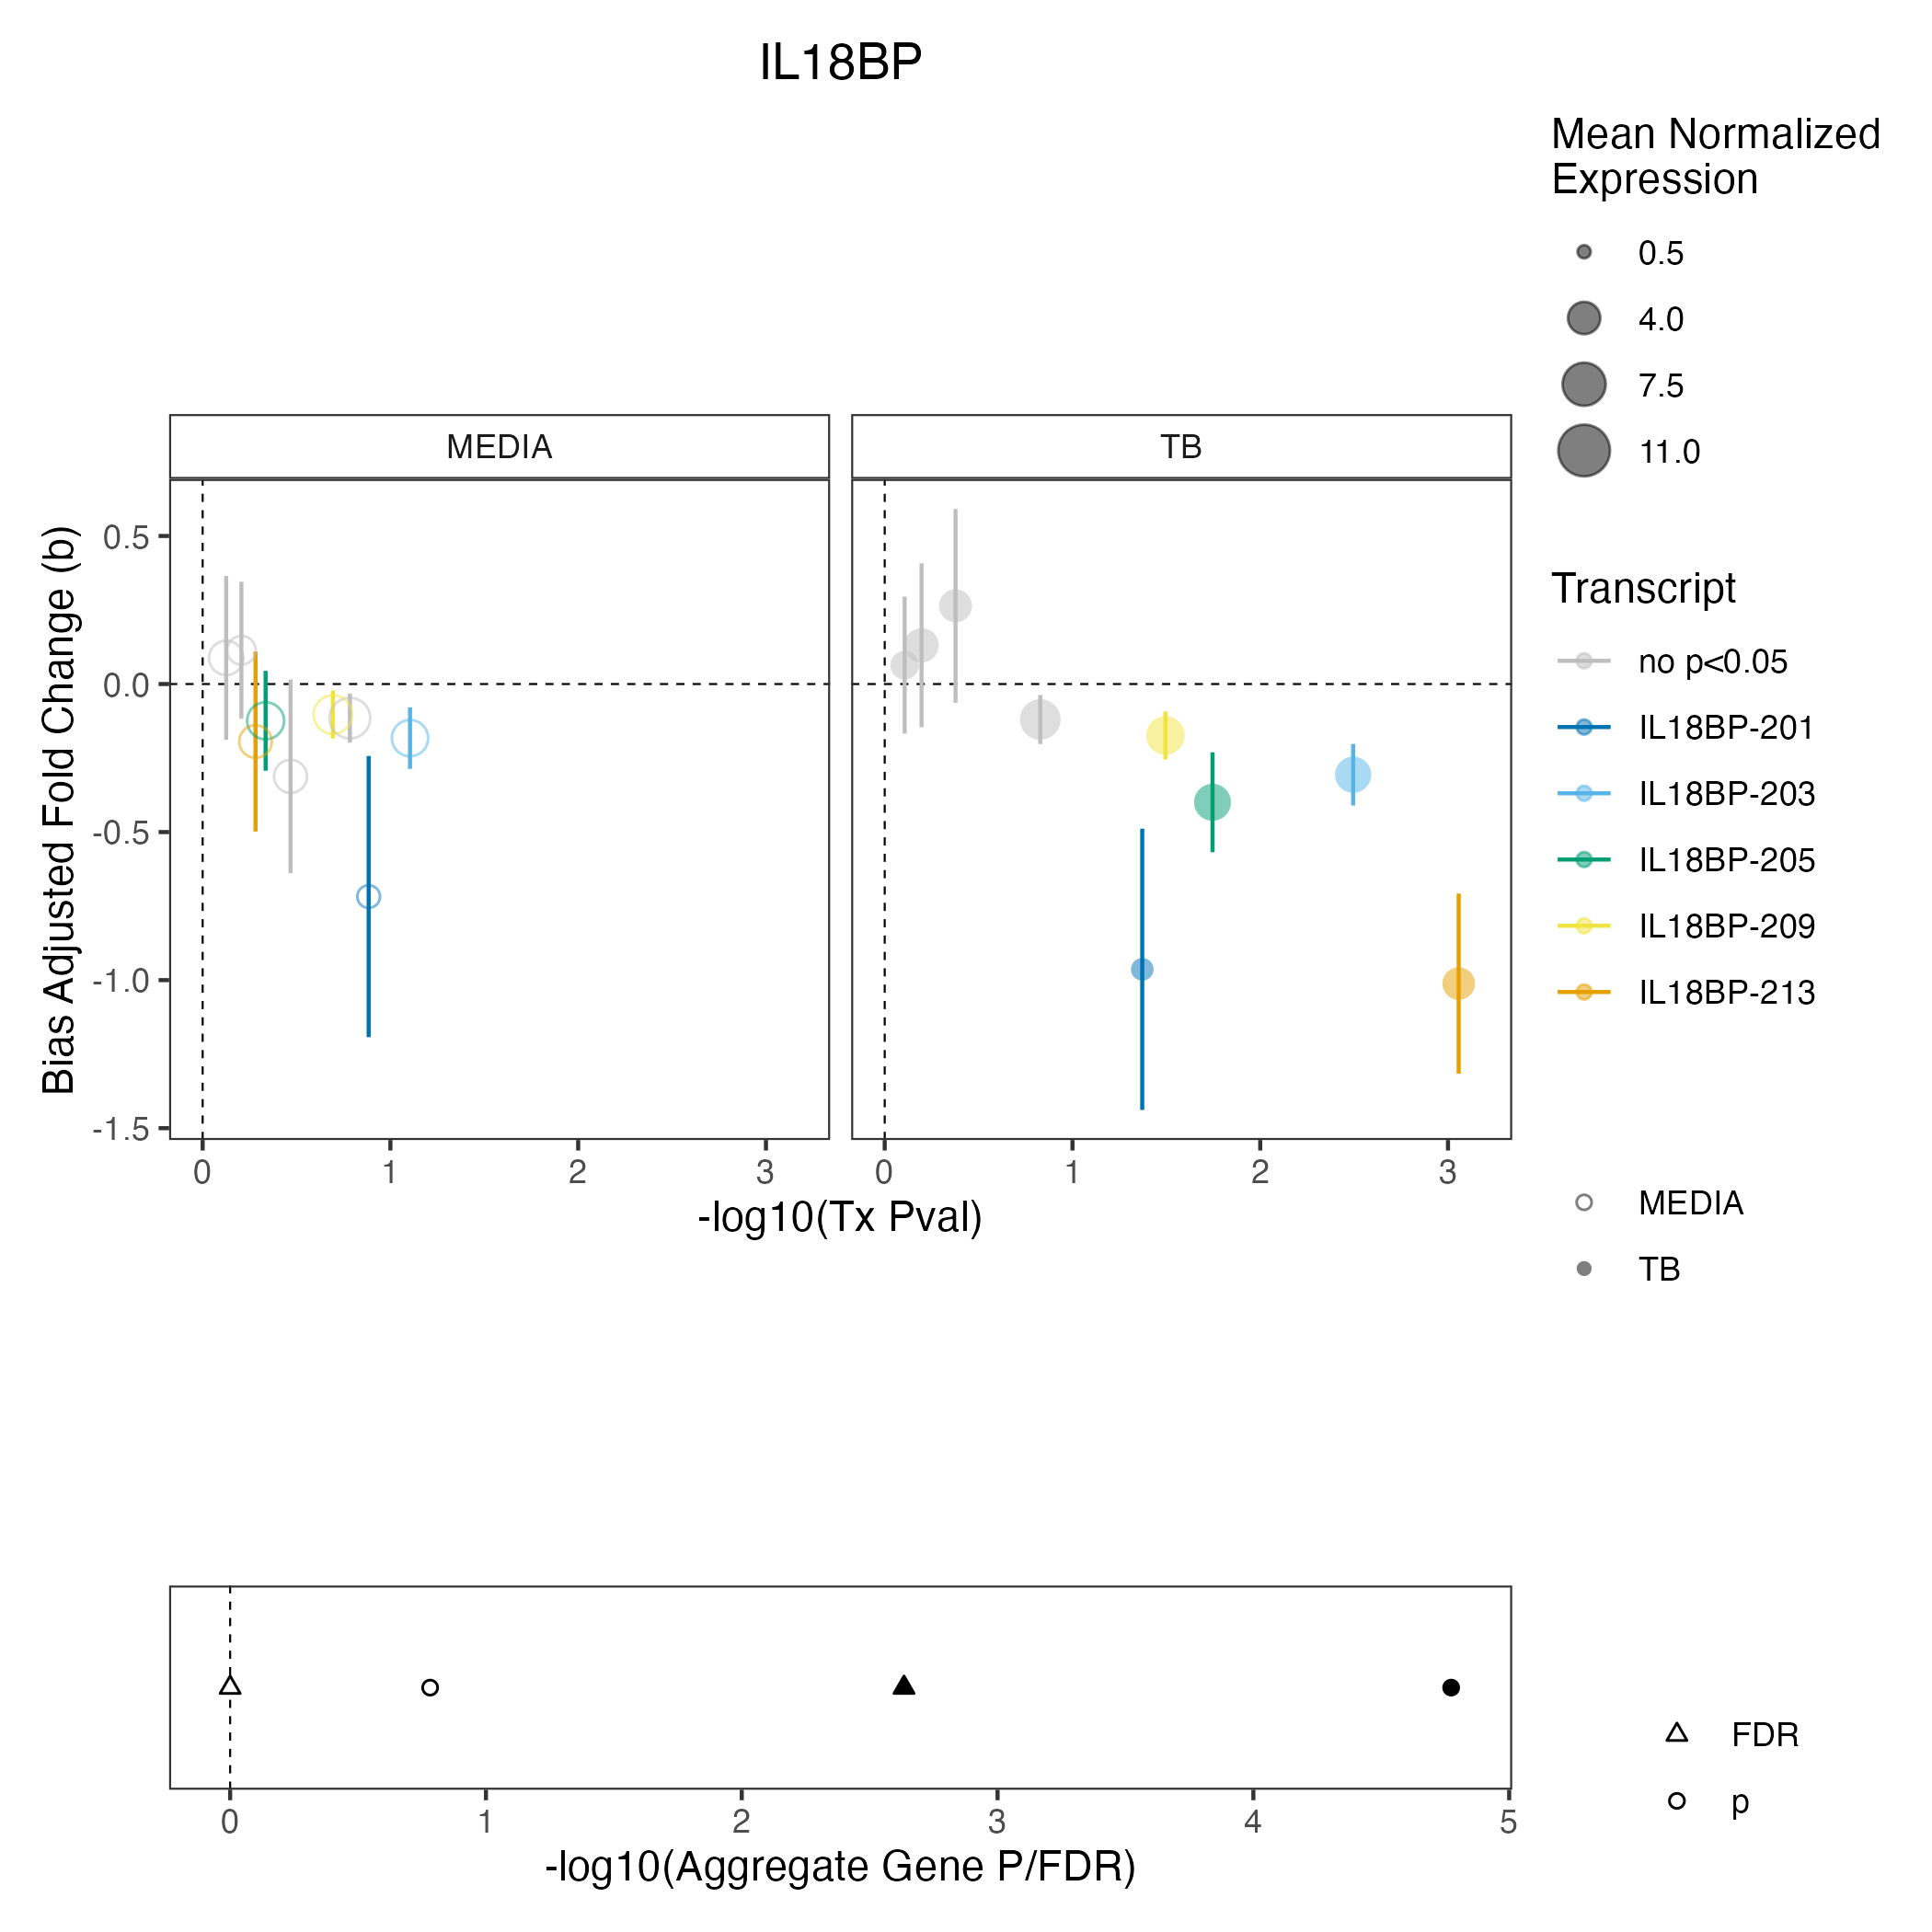 IL18BP
Mean Normalized
Expression
0.5
4.0
7.5
11.0
MEDIA
TB
Bias Adjusted Fold Change (b)
0.5
0.0
-0.5
-1.0
-1.5
0 1 2 3
0 1 2 3
-log10(Tx Pval)
Transcript
no p<0.05
IL18BP-201
IL18BP-203
IL18BP-205
IL18BP-209
IL18BP-213
MEDIA
TB
0 1 2 3 4 5
-log10(Aggregate Gene P/FDR)
FDR
p